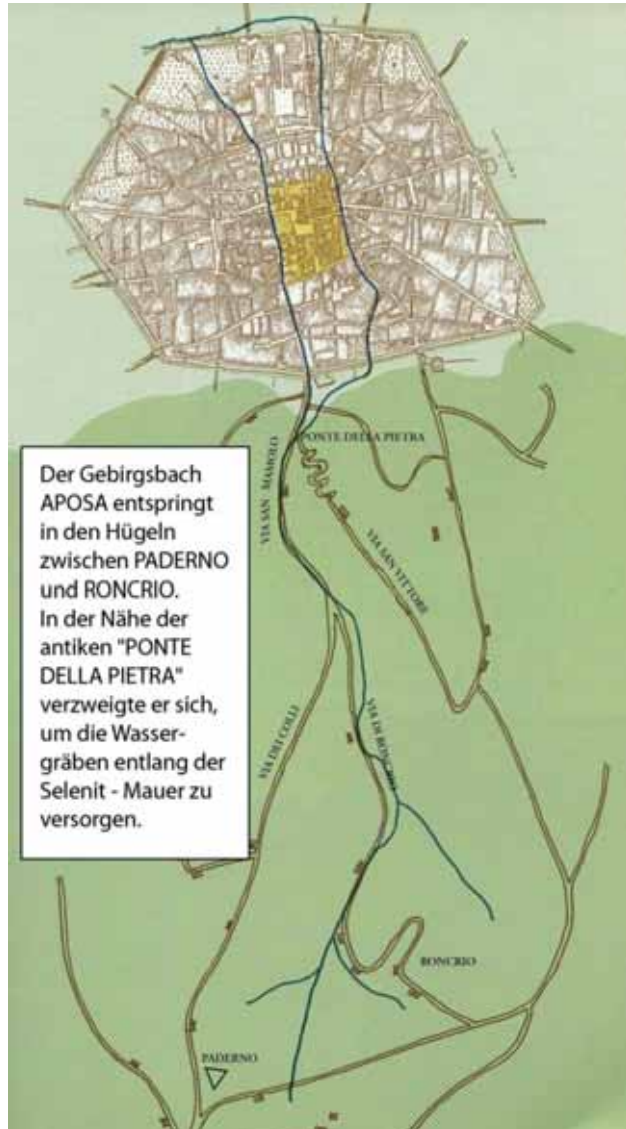 PONTE DELLA PIETRA
VIA SAN MAMOLO
Der Gebirgsbach
APOSA entspringt
in den Hügeln
zwischen PADERNO
und RONCRIO.
In der Nähe der
antiken "PONTE
DELLA PIETRA"
verzweigte er sich,
um die Wasser-
gräben entlang der
Selenit - Mauer zu
versorgen.
VIA SAN VITTORE
VIA DEI COLLI
VIA DI RONCRIO
RONCRIO
PADERNO